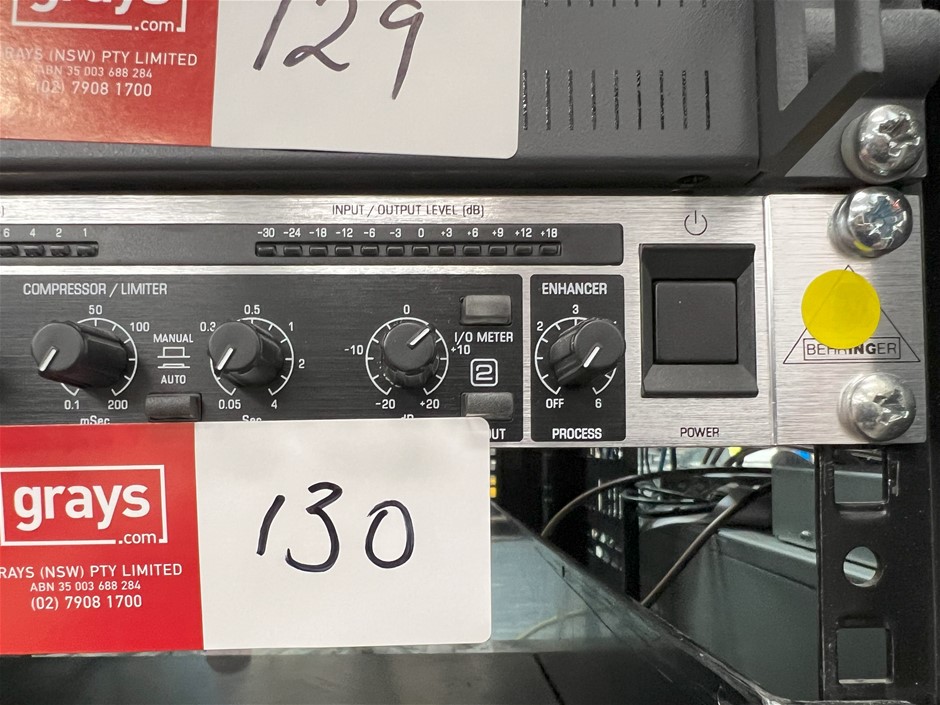 129
grays
.com
RAYS (NSW) PTY LIMITED
ABN 35 003 688 284
(02) 7908 1700
INPUT / OUTPUT LEVEL (dB)
6 4 2 1
-30 -24 -18 -12 -6 -3 0 +3 +6 +9 +12 +18
COMPRESSOR / LIMITER
ENHANCER
50
100
0.1 200
mSec
MANUAL
AUTO
0.3 0.5 1 2
0.05 4
Sec
0
-10 +10
-20 +20
dB
I/O METER
2
OUT
2 3
OFF 6
PROCESS
POWER
BEHRINGER
grays
.com
RAYS (NSW) PTY LIMITED
ABN 35 003 688 284
(02) 7908 1700
130